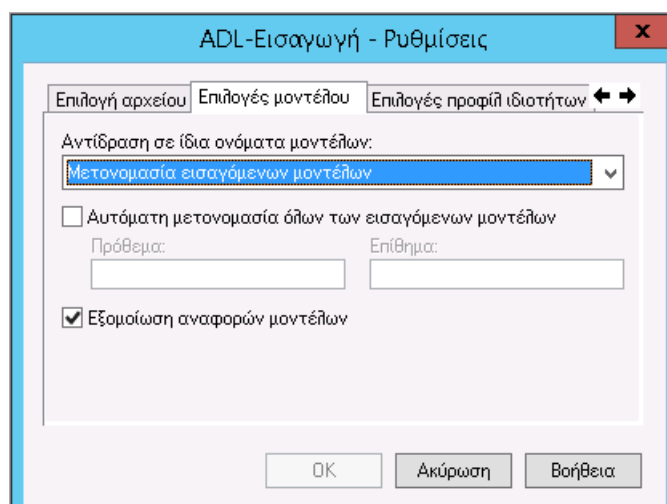 ADL-Εισαγωγή - Ρυθμίσεις
x
Επιλογή αρχείου Επιλογές μοντέλου Επιλογές προφίλ ιδιοτήτων
Αντίδραση σε ίδια ονόματα μοντέλων:
Μετονομασία εισαγόμενων μοντέλων
Αυτόματη μετονομασία όλων των εισαγόμενων μοντέλων
Πρόθεμα: Επίθημα:
Εξομοίωση αναφορών μοντέλων
OK Ακύρωση Βοήθεια